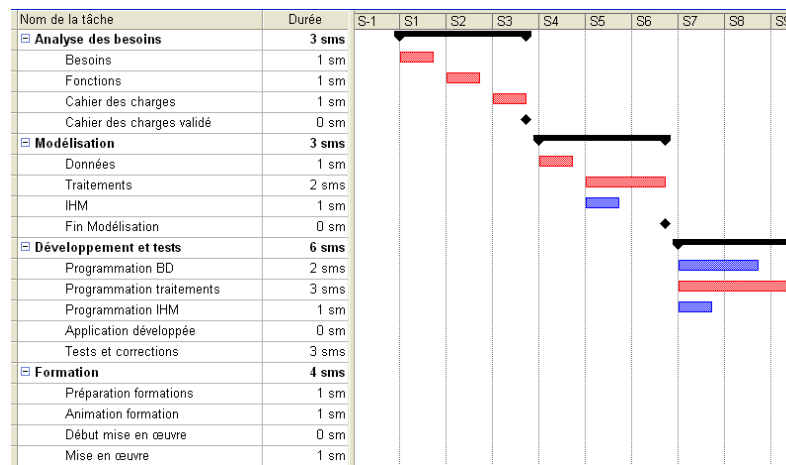 Nom de la tâche Durée S-1 S1 S2 S3 S4 S5 S6 S7 S8 S9
Analyse des besoins 3 sms
Besoins 1 sm
Fonctions 1 sm
Cahier des charges 1 sm
Cahier des charges validé 0 sm
Modélisation 3 sms
Données 1 sm
Traitements 2 sms
IHM 1 sm
Fin Modélisation 0 sm
Développement et tests 6 sms
Programmation BD 2 sms
Programmation traitements 3 sms
Programmation IHM 1 sm
Application développée 0 sm
Tests et corrections 3 sms
Formation 4 sms
Préparation formations 1 sm
Animation formation 1 sm
Début mise en œuvre 0 sm
Mise en œuvre 1 sm